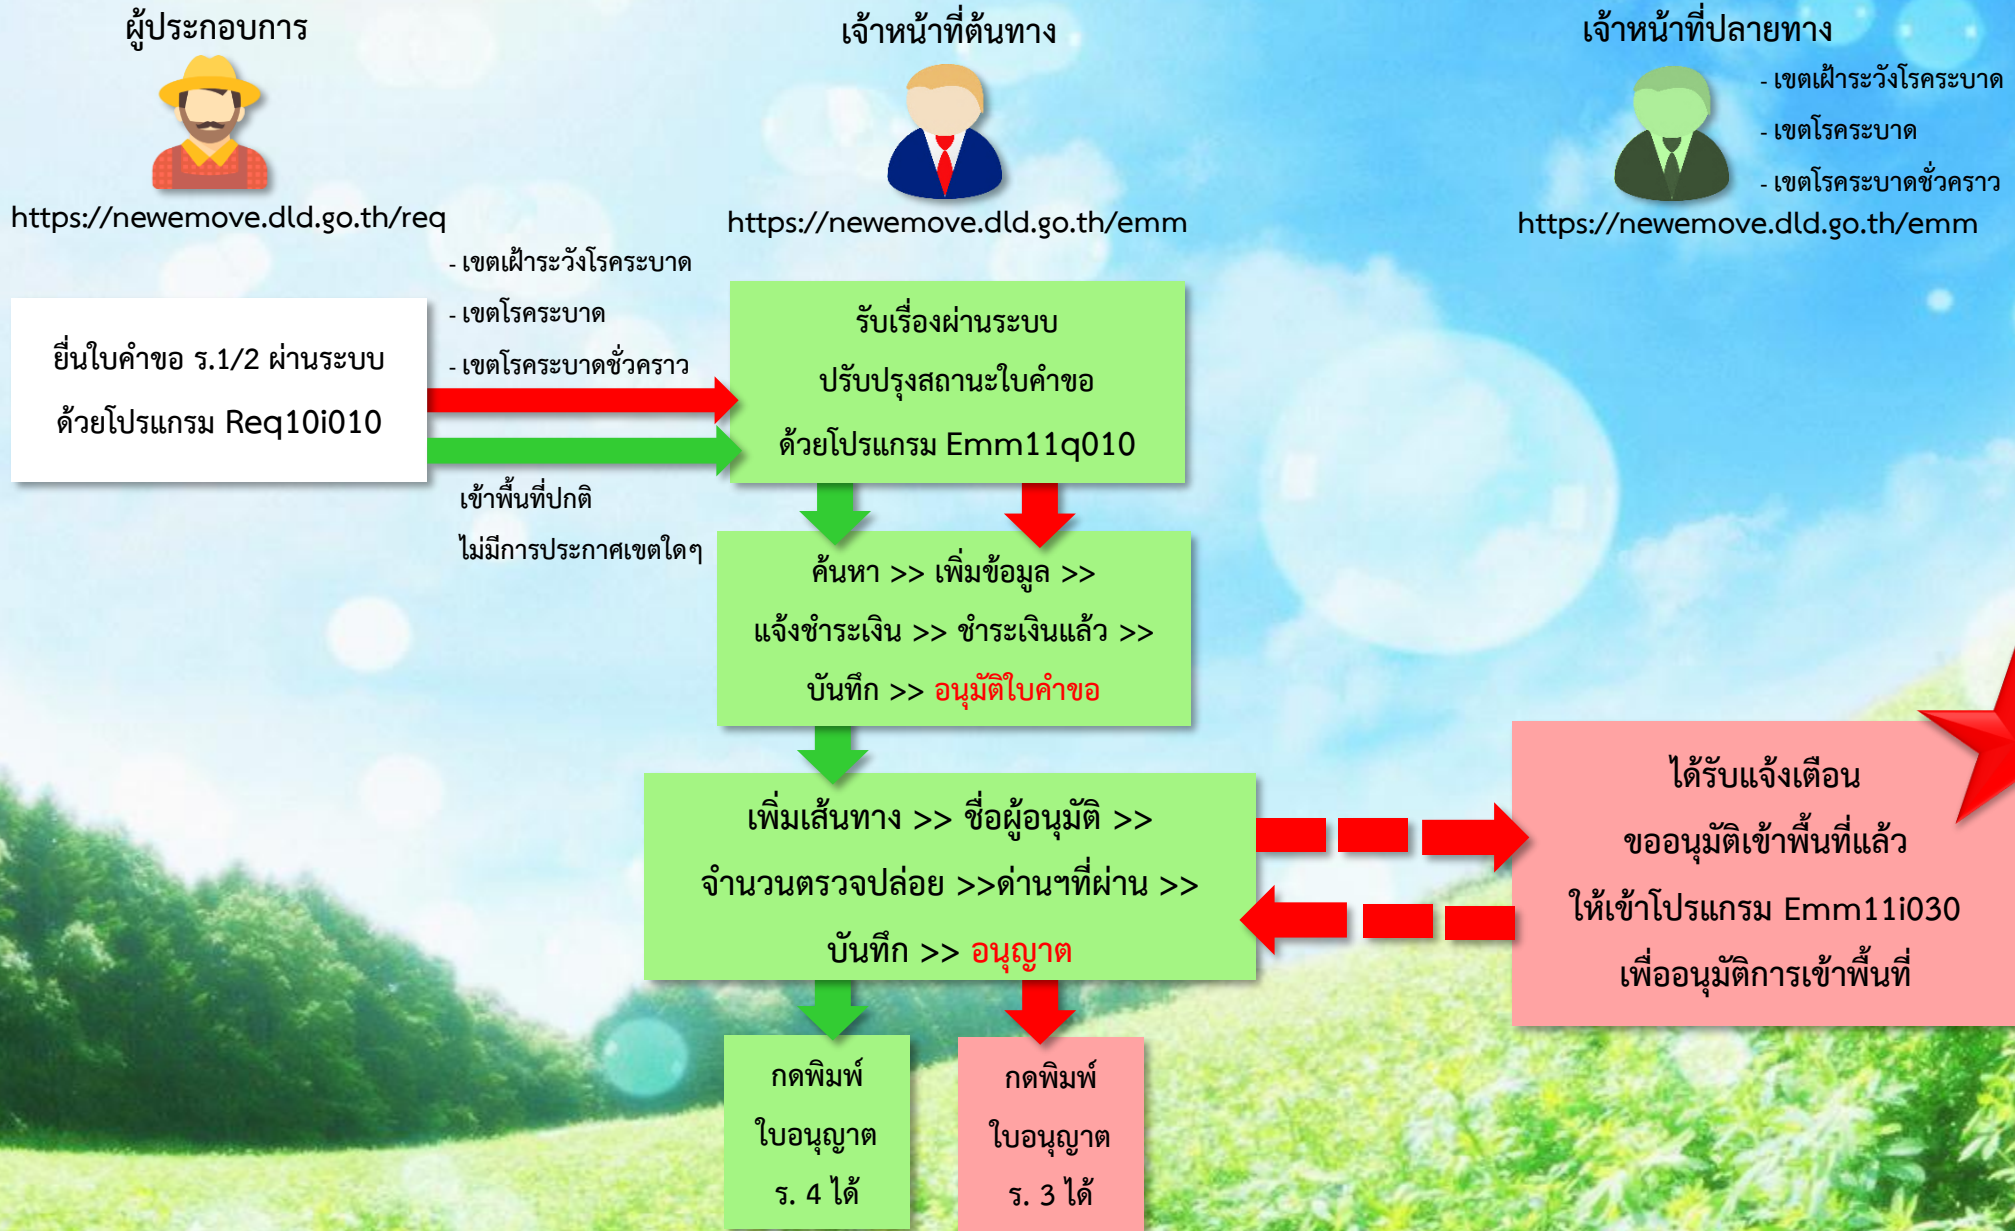 ผู้ประกอบการ
https://newemove.dld.go.th/req
เจ้าหน้าที่ต้นทาง
https://newemove.dld.go.th/emm
เจ้าหน้าที่ปลายทาง
- เขตเฝ้าระวังโรคระบาด
- เขตโรคระบาด
- เขตโรคระบาดชั่วคราว
https://newemove.dld.go.th/emm
ยื่นใบคำขอ ร.1/2 ผ่านระบบ
ด้วยโปรแกรม Req10i010
- เขตเฝ้าระวังโรคระบาด
- เขตโรคระบาด
- เขตโรคระบาดชั่วคราว
เข้าพื้นที่ปกติ
ไม่มีการประกาศเขตใดๆ
รับเรื่องผ่านระบบ
ปรับปรุงสถานะใบคำขอ
ด้วยโปรแกรม Emm11q010
ค้นหา >> เพิ่มข้อมูล >>
แจ้งชำระเงิน >> ชำระเงินแล้ว >>
บันทึก >> อนุมัติใบคำขอ
เพิ่มเส้นทาง >> ชื่อผู้อนุมัติ >>
จำนวนตรวจปล่อย >>ด่านฯที่ผ่าน >>
บันทึก >> อนุญาต
ได้รับแจ้งเตือน
ขออนุมัติเข้าพื้นที่แล้ว
ให้เข้าโปรแกรม Emm11i030
เพื่ออนุมัติการเข้าพื้นที่
กดพิมพ์
ใบอนุญาต
ร. 4 ได้
กดพิมพ์
ใบอนุญาต
ร. 3 ได้